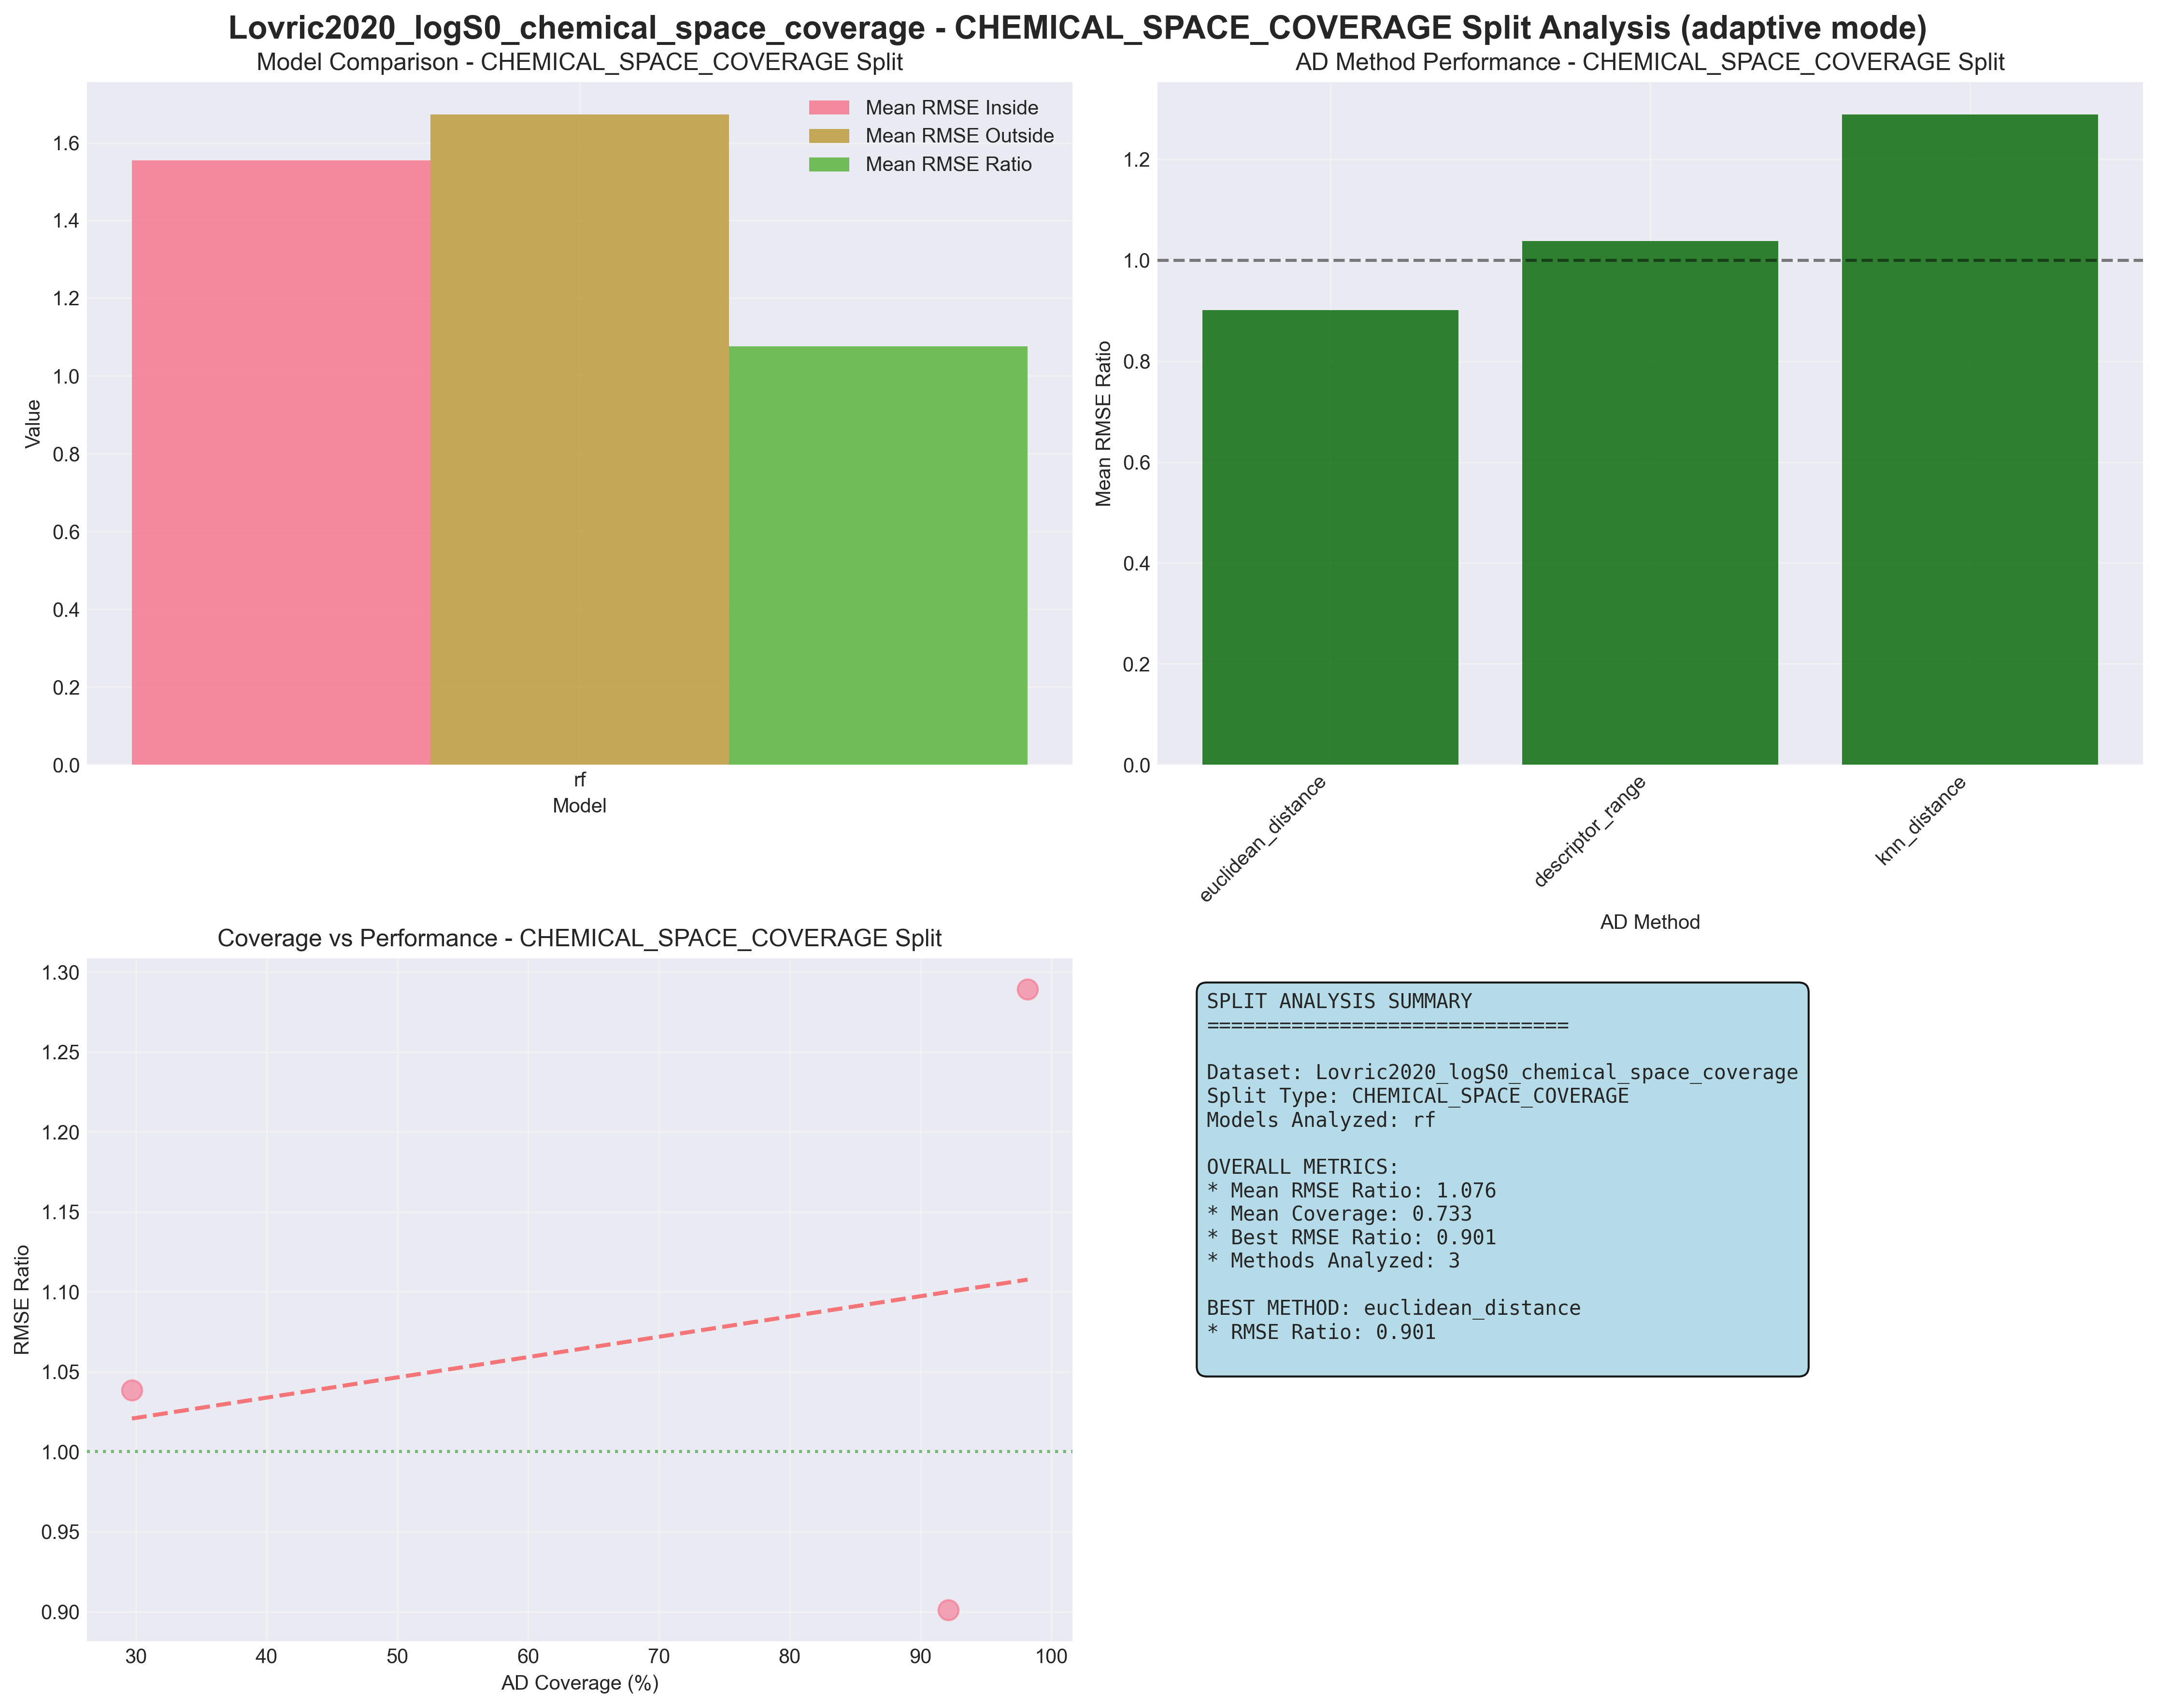 Lovric2020_logS0_chemical_space_coverage - CHEMICAL_SPACE_COVERAGE Split Analysis (adaptive mode)
Model Comparison - CHEMICAL_SPACE_COVERAGE Split
Mean RMSE Inside
Mean RMSE Outside
Mean RMSE Ratio
Value
1.6
1.4
1.2
1.0
0.8
0.6
0.4
0.2
0.0
rf
Model
AD Method Performance - CHEMICAL_SPACE_COVERAGE Split
Mean RMSE Ratio
1.2
1.0
0.8
0.6
0.4
0.2
0.0
euclidean_distance
descriptor_range
knn_distance
AD Method
Coverage vs Performance - CHEMICAL_SPACE_COVERAGE Split
RMSE Ratio
1.30
1.25
1.20
1.15
1.10
1.05
1.00
0.95
0.90
30 40 50 60 70 80 90 100
AD Coverage (%)
SPLIT ANALYSIS SUMMARY
==============================
Dataset: Lovric2020_logS0_chemical_space_coverage
Split Type: CHEMICAL_SPACE_COVERAGE
Models Analyzed: rf
OVERALL METRICS:
* Mean RMSE Ratio: 1.076
* Mean Coverage: 0.733
* Best RMSE Ratio: 0.901
* Methods Analyzed: 3
BEST METHOD: euclidean_distance
* RMSE Ratio: 0.901